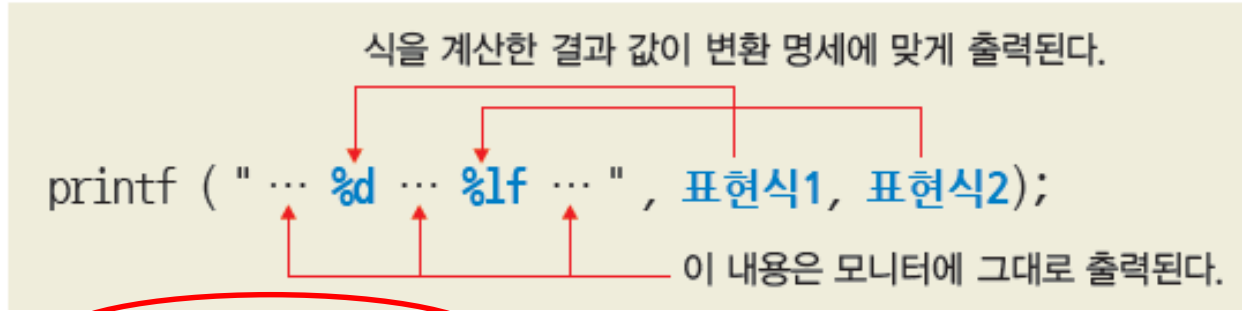 식을 계산한 결과 값이 변환 명세에 맞게 출력된다.
printf ( " … %d … %lf … " , 표현식1, 표현식2);
이 내용은 모니터에 그대로 출력된다.